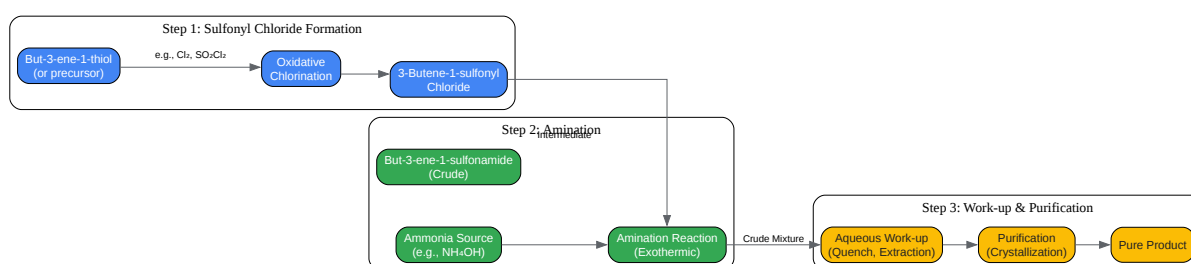 Step 1: Sulfonyl Chloride Formation
But-3-ene-1-thiol
(or precursor)
e.g., Cl₂, SO₂Cl₂
Oxidative
Chlorination
3-Butene-1-sulfonyl
Chloride
Step 2: Amination
Intermediate
But-3-ene-1-sulfonamide
(Crude)
Ammonia Source
(e.g., NH₄OH)
Amination Reaction
(Exothermic)
Crude Mixture
Step 3: Work-up & Purification
Aqueous Work-up
(Quench, Extraction)
Purification
(Crystallization)
Pure Product